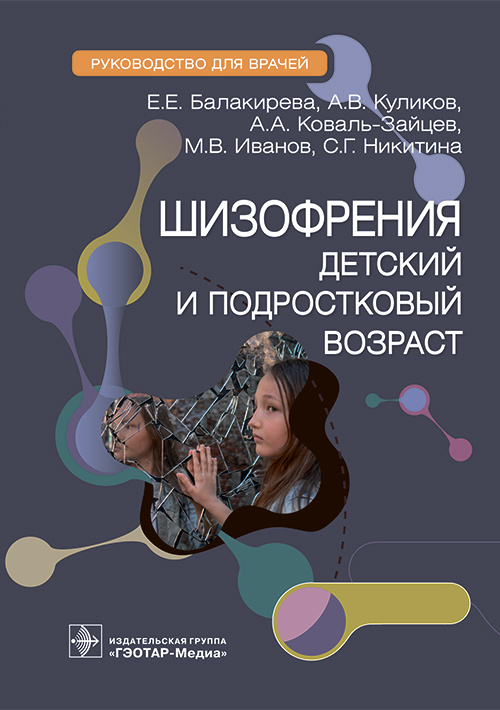 РУКОВОДСТВО ДЛЯ ВРАЧЕЙ
Е.Е. Балакирева, А.В. Куликов,
А.А. Коваль-Зайцев,
М.В. Иванов, С.Г. Никитина
ШИЗОФРЕНИЯ
ДЕТСКИЙ
И ПОДРОСТКОВЫЙ
ВОЗРАСТ
ИЗДАТЕЛЬСКАЯ ГРУППА
«ГЭОТАР-Медиа»